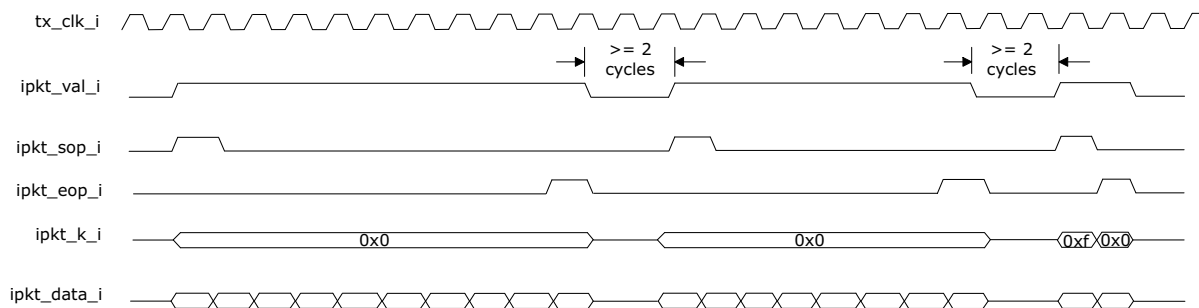 tx_clk_i
>= 2 >= 2
cycles cycles
ipkt_val_i
ipkt_sop_i
ipkt_eop_i
ipkt_k_i 0x0 0x0 0xf 0x0
ipkt_data_i